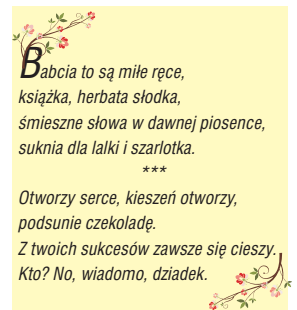 Babcia to są miłe ręce,
książka, herbata słodka,
śmieszne słowa w dawnej piosence,
suknia dla lalki i szarlotka.
***
Otworzy serce, kieszeń otworzy,
podsunie czekoladę.
Z twoich sukcesów zawsze się cieszy.
Kto? No, wiadomo, dziadek.